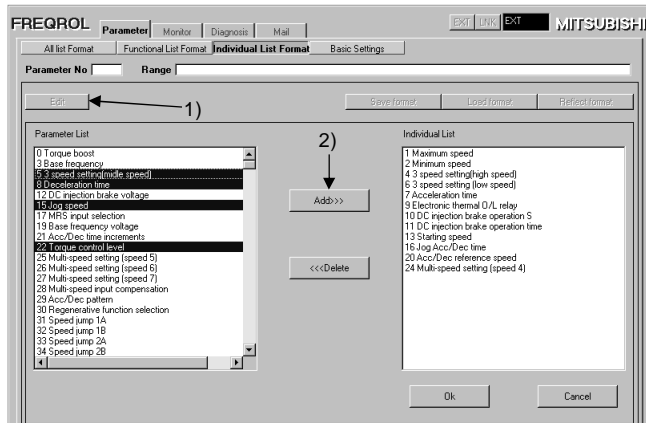 FREQROL Parameter Monitor Diagnosis Mail EXT LNK EXT MITSUBISHI
All list Format Functional List Format Individual List Format Basic Settings
Parameter No Range
Edit 1) Save format Load format Reflect format
Parameter List 2) Individual List
0 Torque boost
3 Base frequency
5 3 speed setting(midle speed)
8 Deceleration time
12 DC injection brake voltage
15 Jog speed
17 MRS input selection
19 Base frequency voltage
21 Acc/Dec time increments
22 Torque control level
25 Multi-speed setting (speed 5)
26 Multi-speed setting (speed 6)
27 Multi-speed setting (speed 7)
28 Multi-speed input compensation
29 Acc/Dec pattern
30 Regenerative function selection
31 Speed jump 1A
32 Speed jump 1B
33 Speed jump 2A
34 Speed jump 2B
Add>>>
<<<Delete
1 Maximum speed
2 Minimum speed
4 3 speed setting(high speed)
6 3 speed setting (low speed)
7 Acceleration time
9 Electronic thermal O/L relay
10 DC injection brake operation S
11 DC injection brake operation time
13 Starting speed
16 Jog Acc/Dec time
20 Acc/Dec reference speed
24 Multi-speed setting (speed 4)
Ok Cancel